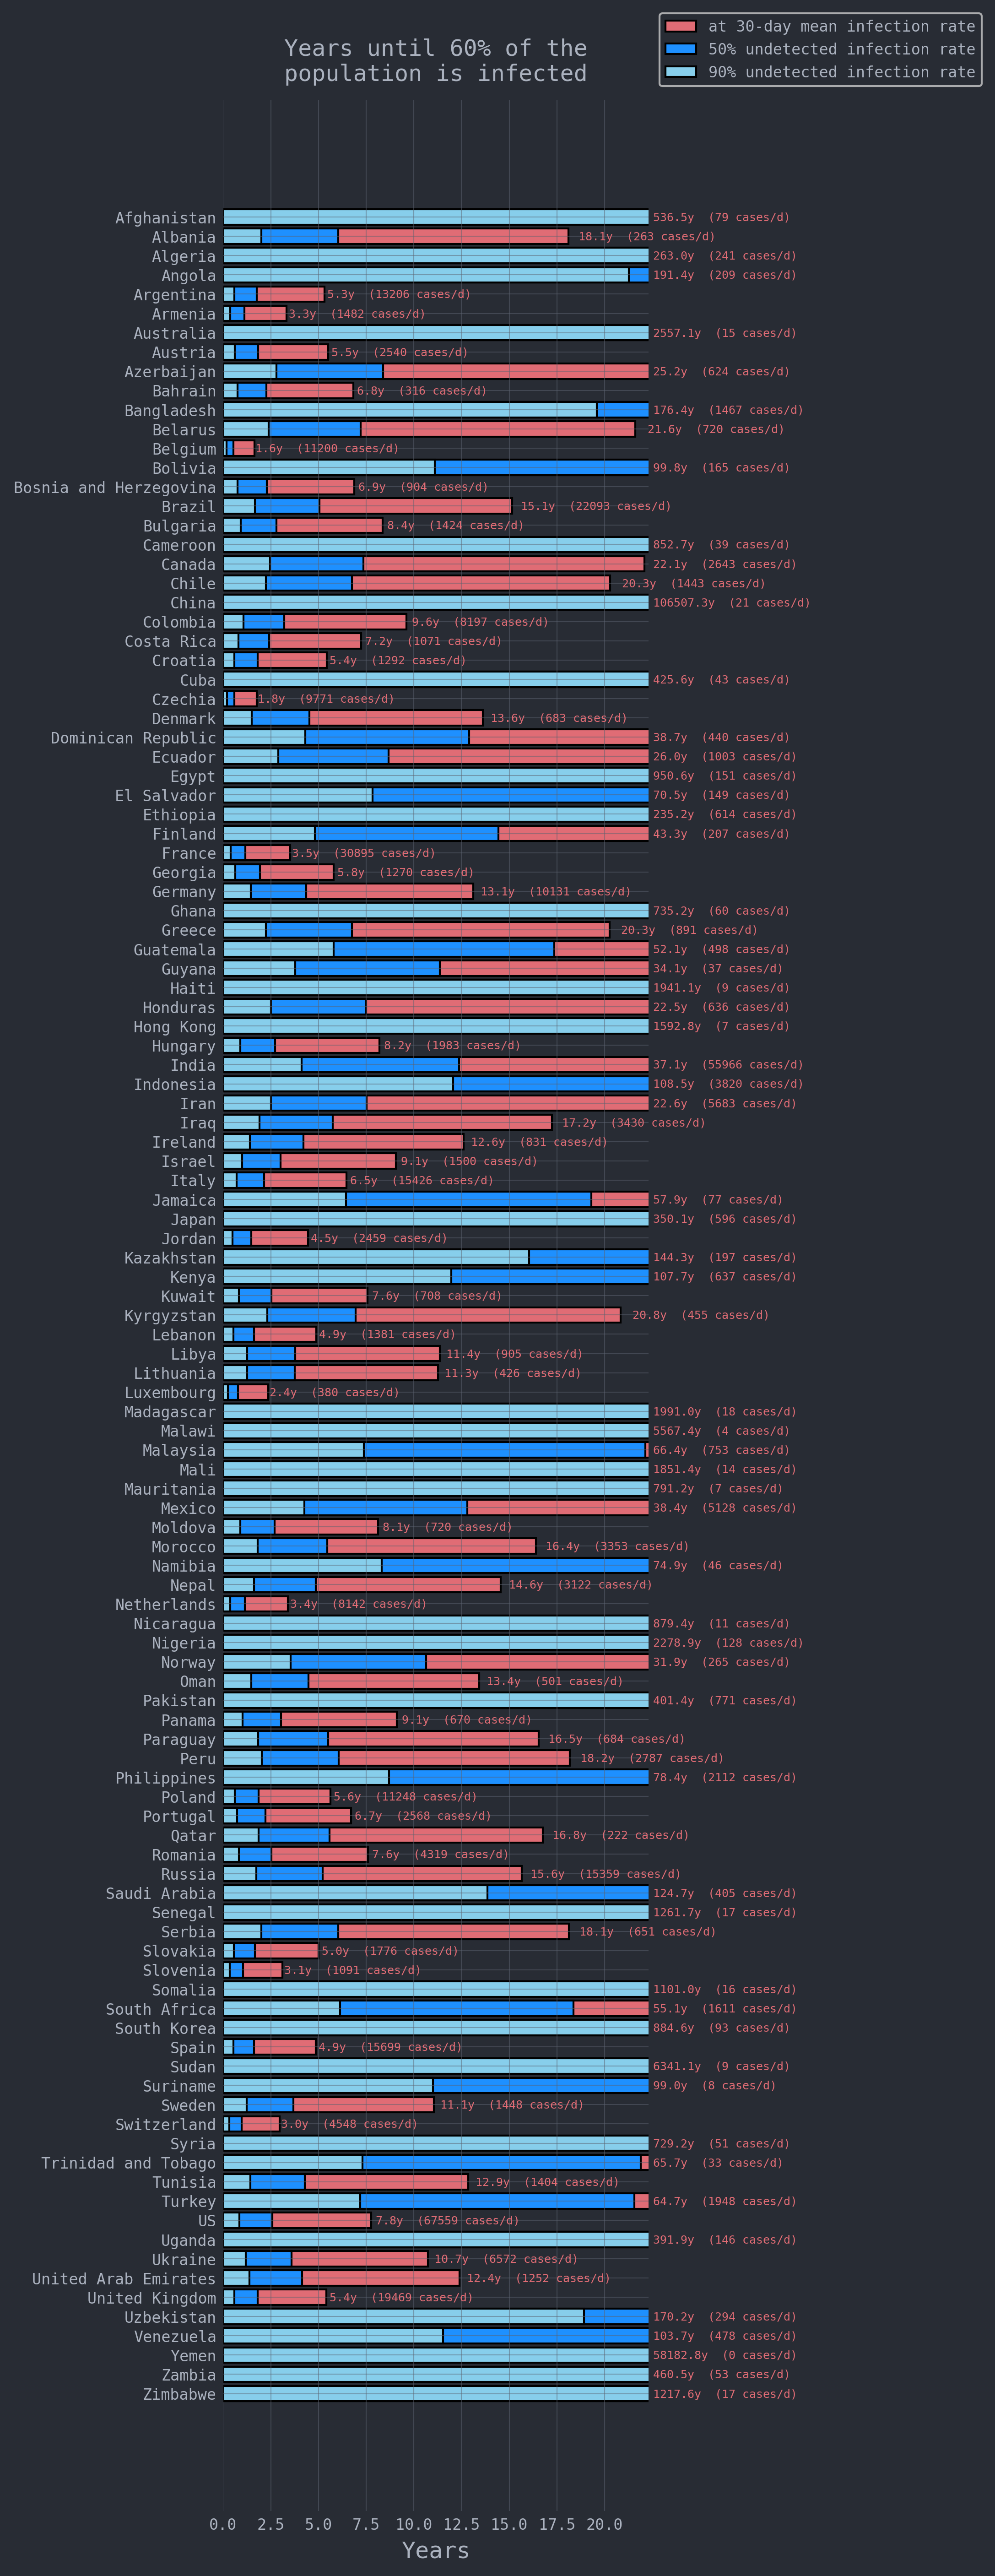 at 30-day mean infection rate
50% undetected infection rate
90% undetected infection rate
Years until 60% of the
population is infected
Afghanistan 536.5y (79 cases/d)
Albania 18.1y (263 cases/d)
Algeria 263.0y (241 cases/d)
Angola 191.4y (209 cases/d)
Argentina 5.3y (13206 cases/d)
Armenia 3.3y (1482 cases/d)
Australia 2557.1y (15 cases/d)
Austria 5.5y (2540 cases/d)
Azerbaijan 25.2y (624 cases/d)
Bahrain 6.8y (316 cases/d)
Bangladesh 176.4y (1467 cases/d)
Belarus 21.6y (720 cases/d)
Belgium 1.6y (11200 cases/d)
Bolivia 99.8y (165 cases/d)
Bosnia and Herzegovina 6.9y (904 cases/d)
Brazil 15.1y (22093 cases/d)
Bulgaria 8.4y (1424 cases/d)
Cameroon 852.7y (39 cases/d)
Canada 22.1y (2643 cases/d)
Chile 20.3y (1443 cases/d)
China 106507.3y (21 cases/d)
Colombia 9.6y (8197 cases/d)
Costa Rica 7.2y (1071 cases/d)
Croatia 5.4y (1292 cases/d)
Cuba 425.6y (43 cases/d)
Czechia 1.8y (9771 cases/d)
Denmark 13.6y (683 cases/d)
Dominican Republic 38.7y (440 cases/d)
Ecuador 26.0y (1003 cases/d)
Egypt 950.6y (151 cases/d)
El Salvador 70.5y (149 cases/d)
Ethiopia 235.2y (614 cases/d)
Finland 43.3y (207 cases/d)
France 3.5y (30895 cases/d)
Georgia 5.8y (1270 cases/d)
Germany 13.1y (10131 cases/d)
Ghana 735.2y (60 cases/d)
Greece 20.3y (891 cases/d)
Guatemala 52.1y (498 cases/d)
Guyana 34.1y (37 cases/d)
Haiti 1941.1y (9 cases/d)
Honduras 22.5y (636 cases/d)
Hong Kong 1592.8y (7 cases/d)
Hungary 8.2y (1983 cases/d)
India 37.1y (55966 cases/d)
Indonesia 108.5y (3820 cases/d)
Iran 22.6y (5683 cases/d)
Iraq 17.2y (3430 cases/d)
Ireland 12.6y (831 cases/d)
Israel 9.1y (1500 cases/d)
Italy 6.5y (15426 cases/d)
Jamaica 57.9y (77 cases/d)
Japan 350.1y (596 cases/d)
Jordan 4.5y (2459 cases/d)
Kazakhstan 144.3y (197 cases/d)
Kenya 107.7y (637 cases/d)
Kuwait 7.6y (708 cases/d)
Kyrgyzstan 20.8y (455 cases/d)
Lebanon 4.9y (1381 cases/d)
Libya 11.4y (905 cases/d)
Lithuania 11.3y (426 cases/d)
Luxembourg 2.4y (380 cases/d)
Madagascar 1991.0y (18 cases/d)
Malawi 5567.4y (4 cases/d)
Malaysia 66.4y (753 cases/d)
Mali 1851.4y (14 cases/d)
Mauritania 791.2y (7 cases/d)
Mexico 38.4y (5128 cases/d)
Moldova 8.1y (720 cases/d)
Morocco 16.4y (3353 cases/d)
Namibia 74.9y (46 cases/d)
Nepal 14.6y (3122 cases/d)
Netherlands 3.4y (8142 cases/d)
Nicaragua 879.4y (11 cases/d)
Nigeria 2278.9y (128 cases/d)
Norway 31.9y (265 cases/d)
Oman 13.4y (501 cases/d)
Pakistan 401.4y (771 cases/d)
Panama 9.1y (670 cases/d)
Paraguay 16.5y (684 cases/d)
Peru 18.2y (2787 cases/d)
Philippines 78.4y (2112 cases/d)
Poland 5.6y (11248 cases/d)
Portugal 6.7y (2568 cases/d)
Qatar 16.8y (222 cases/d)
Romania 7.6y (4319 cases/d)
Russia 15.6y (15359 cases/d)
Saudi Arabia 124.7y (405 cases/d)
Senegal 1261.7y (17 cases/d)
Serbia 18.1y (651 cases/d)
Slovakia 5.0y (1776 cases/d)
Slovenia 3.1y (1091 cases/d)
Somalia 1101.0y (16 cases/d)
South Africa 55.1y (1611 cases/d)
South Korea 884.6y (93 cases/d)
Spain 4.9y (15699 cases/d)
Sudan 6341.1y (9 cases/d)
Suriname 99.0y (8 cases/d)
Sweden 11.1y (1448 cases/d)
Switzerland 3.0y (4548 cases/d)
Syria 729.2y (51 cases/d)
Trinidad and Tobago 65.7y (33 cases/d)
Tunisia 12.9y (1404 cases/d)
Turkey 64.7y (1948 cases/d)
US 7.8y (67559 cases/d)
Uganda 391.9y (146 cases/d)
Ukraine 10.7y (6572 cases/d)
United Arab Emirates 12.4y (1252 cases/d)
United Kingdom 5.4y (19469 cases/d)
Uzbekistan 170.2y (294 cases/d)
Venezuela 103.7y (478 cases/d)
Yemen 58182.8y (0 cases/d)
Zambia 460.5y (53 cases/d)
Zimbabwe 1217.6y (17 cases/d)
0.0 2.5 5.0 7.5 10.0 12.5 15.0 17.5 20.0
Years